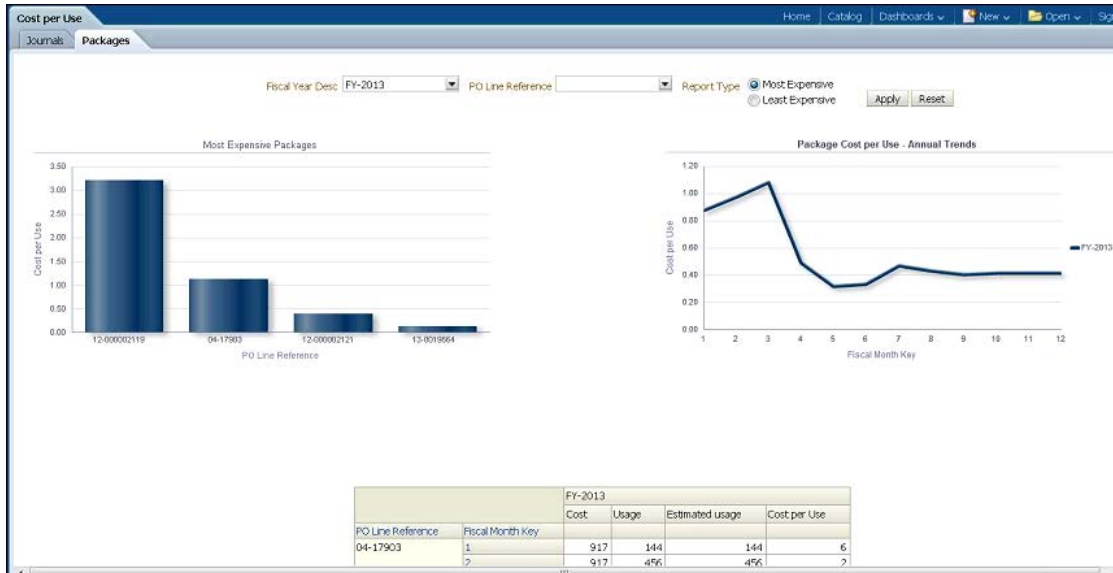 Cost per Use
Home Catalog Dashboards New Open
Journals Packages
Fiscal Year Desc FY-2013 PO Line Reference Report Type Most Expensive
Least Expensive
Apply Reset
Most Expensive Packages
3.50
3.00
2.50
2.00
1.50
1.00
0.50
0.00
Cost per Use
12-000002119 04-17903 12-000002121 13-0019564
PO Line Reference
Package Cost per Use - Annual Trends
1.20
1.00
0.80
0.60
0.40
0.20
0.00
Cost per Use
FY-2013
1 2 3 4 5 6 7 8 9 10 11 12
Fiscal Month Key
FY-2013
Cost Usage Estimated usage Cost per Use
PO Line Reference Fiscal Month Key
04-17903 1 917 144 144 6
2 917 456 456 2